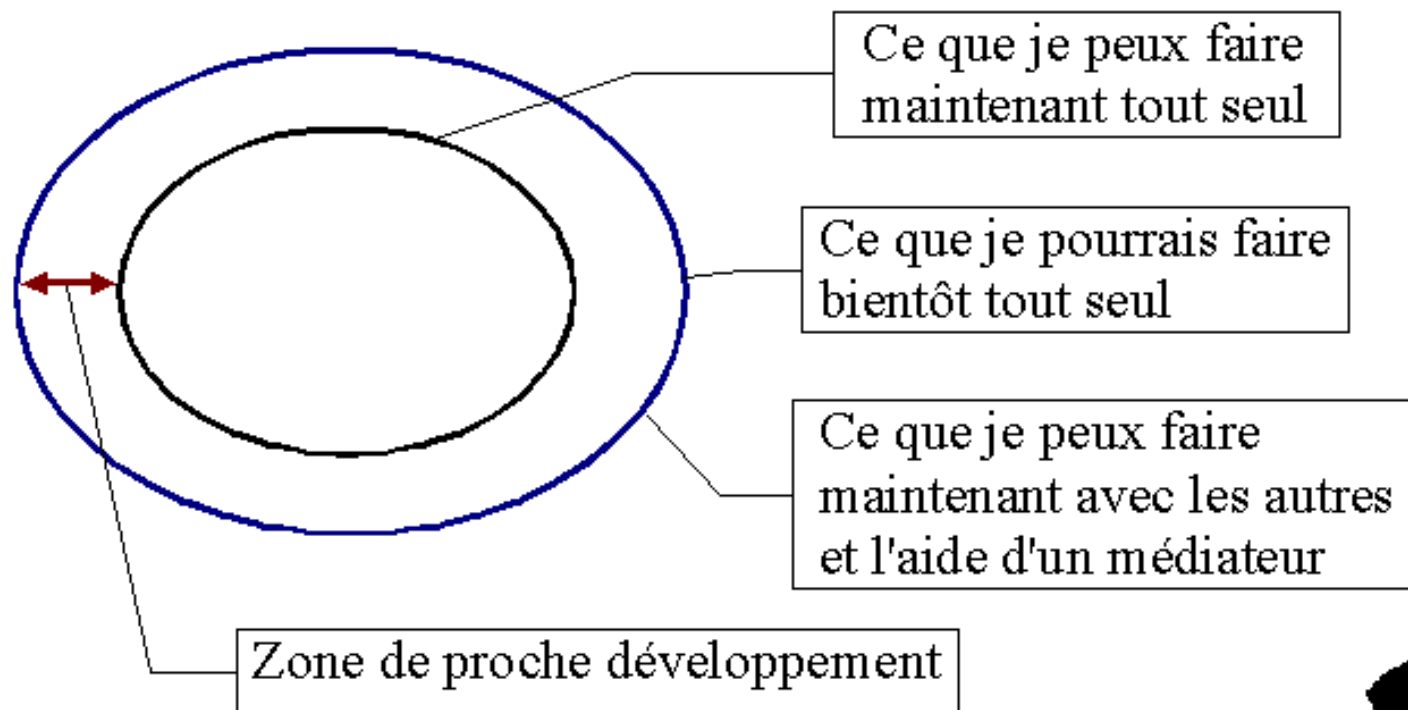 Ce que je peux faire
maintenant tout seul
Ce que je pourrais faire
bientôt tout seul
Ce que je peux faire
maintenant avec les autres
et l'aide d'un médiateur
Zone de proche développement